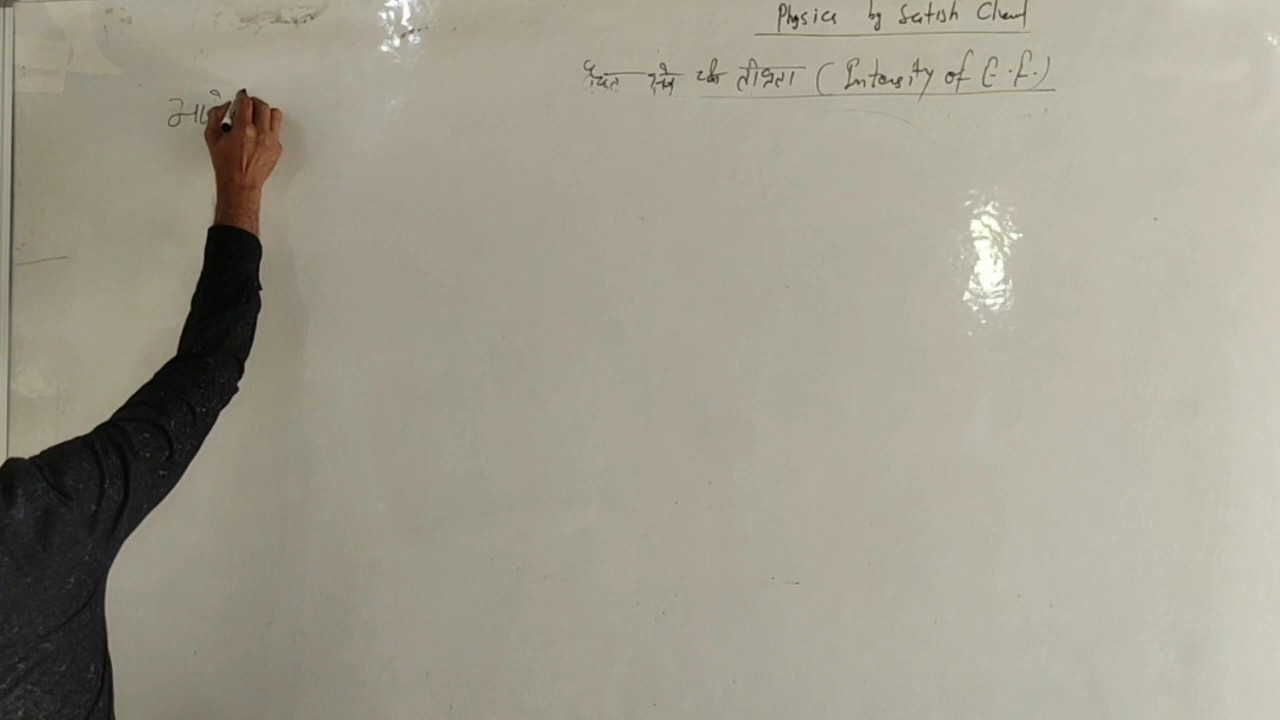 Physics by Satish Chand
वैद्युत क्षेत्र की तीव्रता (Intensity of E.F.)